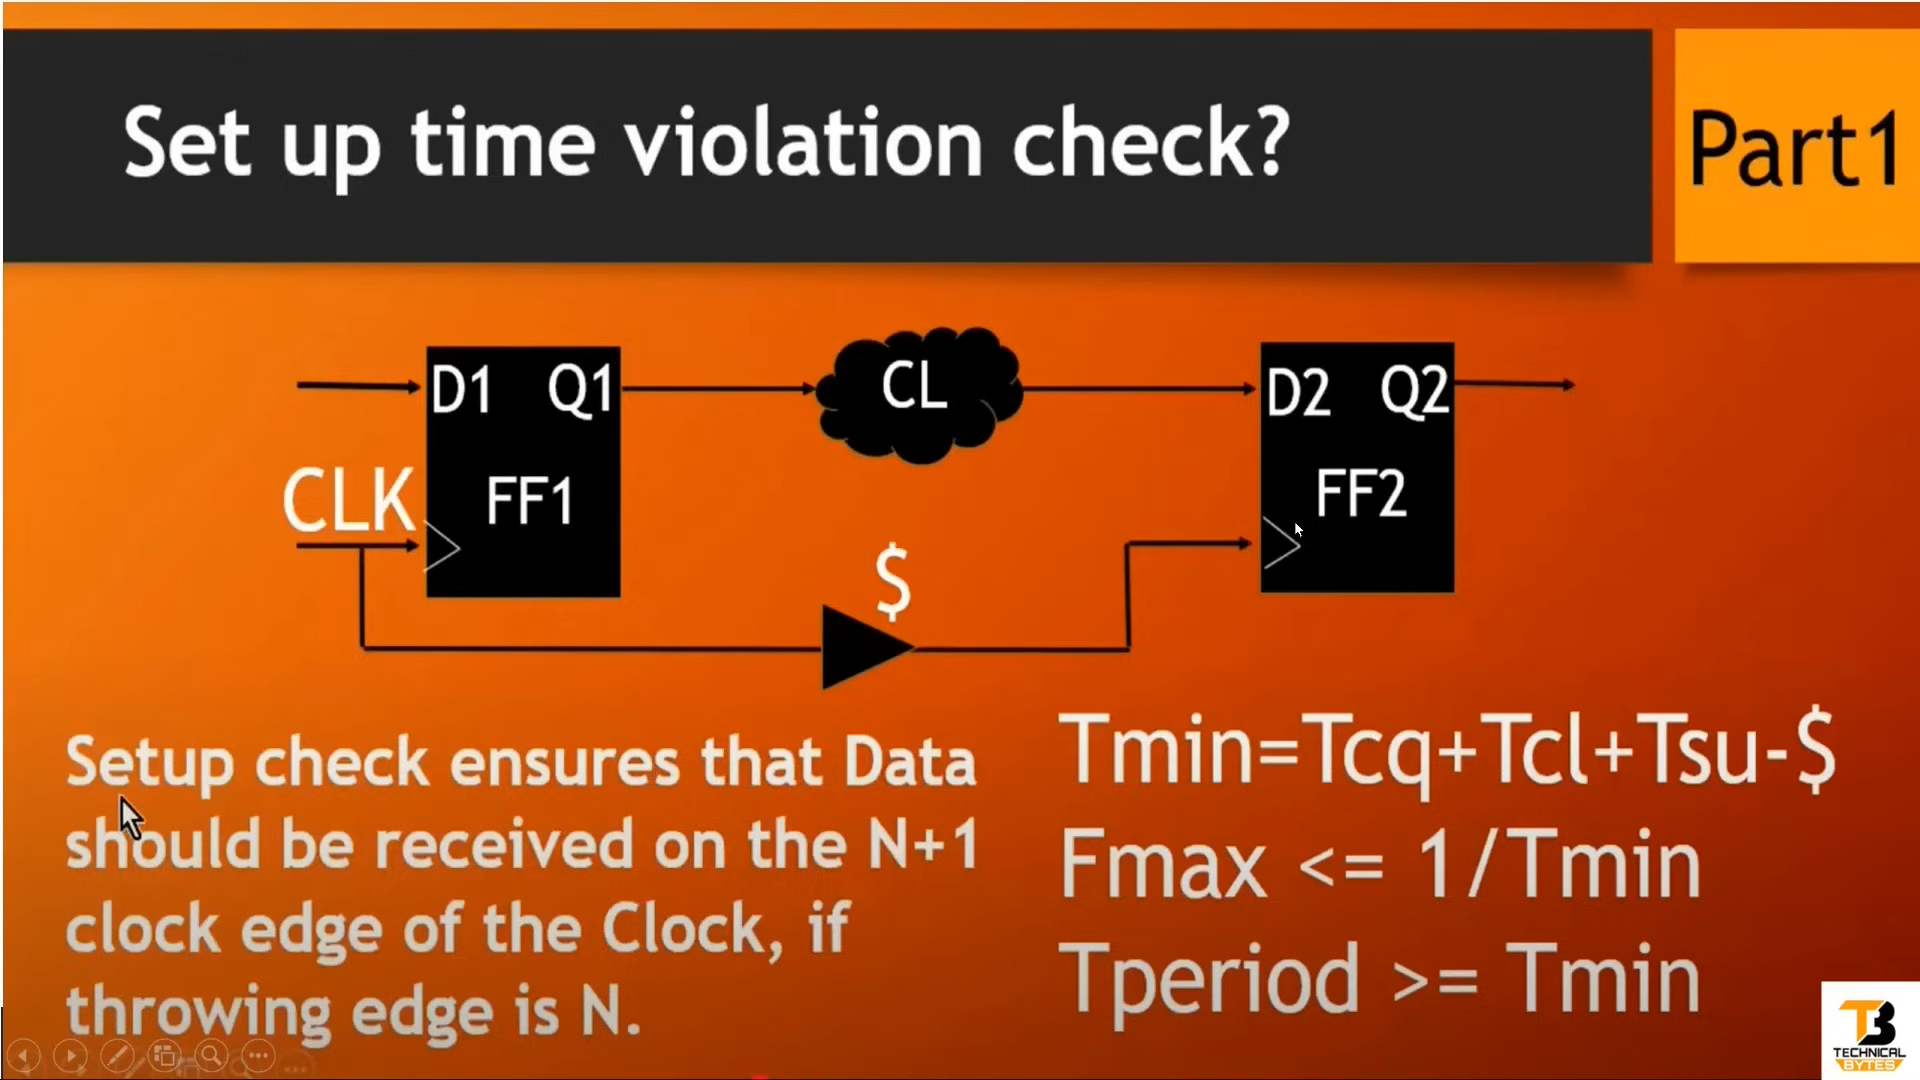 Set up time violation check?
Part1
D1 Q1
CL
D2 Q2
CLK
FF1
FF2
$
Setup check ensures that Data
should be received on the N+1
clock edge of the Clock, if
throwing edge is N.
Tmin=Tcq+Tcl+Tsu-$
Fmax <= 1/Tmin
Tperiod >= Tmin
TB
TECHNICAL
BYTES